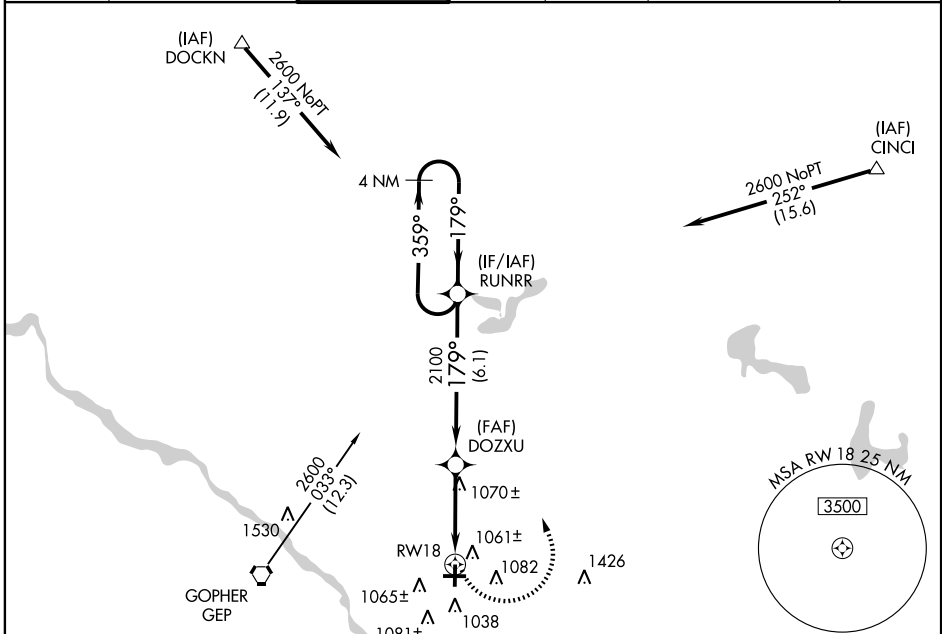 (IAF)
DOCKN
2600 NoPT
137°
(11.9)
(IAF)
CINCI
2600 NoPT
252°
(15.6)
4 NM
359°
179°
(IF/IAF)
RUNRR
2100
179°
(6.1)
(FAF)
DOZXU
1070±
2600
033°
(12.3)
1530
GOPHER
GEP
RW18
1061±
1082
1426
1065±
1038
1081±
MSA RW 18 25 NM
3500